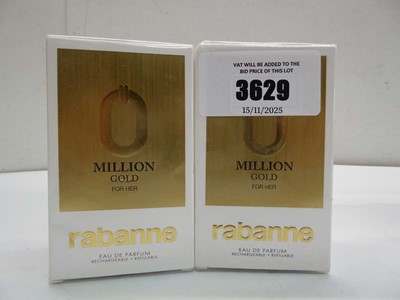 MILLION
GOLD
FOR HER
rabanne
EAU DE PARFUM
RECHARGEABLE • REFILLABLE
VAT WILL BE ADDED TO THE
BID PRICE OF THIS LOT
3629
15/11/2025
MILLION
GOLD
FOR HER
rabanne
EAU DE PARFUM
RECHARGEABLE • REFILLABLE